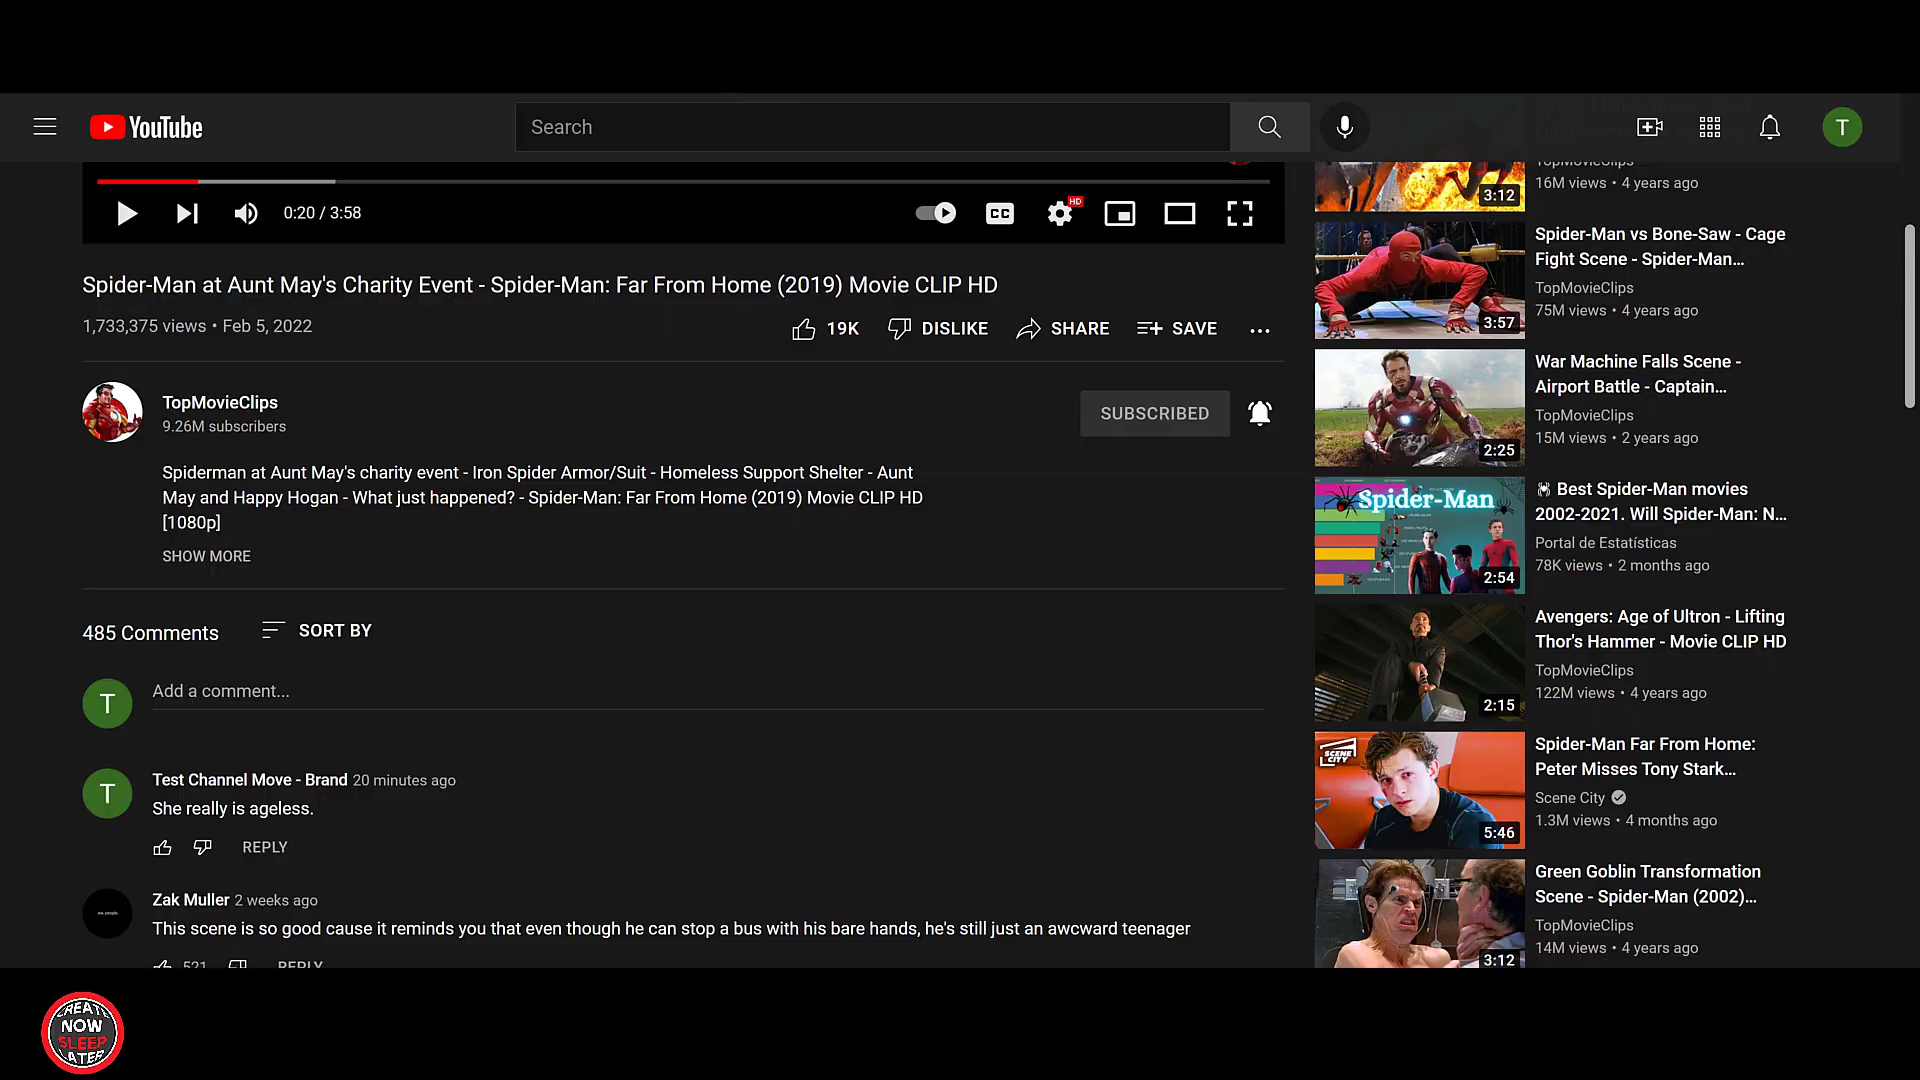 YouTube
Search
T
0:20 / 3:58
CC
HD
Spider-Man at Aunt May's Charity Event - Spider-Man: Far From Home (2019) Movie CLIP HD
1,733,375 views • Feb 5, 2022
19K
DISLIKE
SHARE
SAVE
TopMovieClips
9.26M subscribers
SUBSCRIBED
Spiderman at Aunt May's charity event - Iron Spider Armor/Suit - Homeless Support Shelter - Aunt
May and Happy Hogan - What just happened? - Spider-Man: Far From Home (2019) Movie CLIP HD
[1080p]
SHOW MORE
485 Comments
SORT BY
T
Add a comment...
T
Test Channel Move - Brand 20 minutes ago
She really is ageless.
REPLY
Zak Muller 2 weeks ago
This scene is so good cause it reminds you that even though he can stop a bus with his bare hands, he's still just an awcward teenager
521
REPLY
TopMovieClips
16M views • 4 years ago
3:12
Spider-Man vs Bone-Saw - Cage
Fight Scene - Spider-Man...
TopMovieClips
75M views • 4 years ago
3:57
War Machine Falls Scene -
Airport Battle - Captain...
TopMovieClips
15M views • 2 years ago
2:25
Spider-Man
2:54
🕷 Best Spider-Man movies
2002-2021. Will Spider-Man: N...
Portal de Estatísticas
78K views • 2 months ago
Avengers: Age of Ultron - Lifting
Thor's Hammer - Movie CLIP HD
TopMovieClips
122M views • 4 years ago
2:15
SCENE
CITY
5:46
Spider-Man Far From Home:
Peter Misses Tony Stark...
Scene City
1.3M views • 4 months ago
Green Goblin Transformation
Scene - Spider-Man (2002)...
TopMovieClips
14M views • 4 years ago
3:12
CREATE
NOW
SLEEP
LATER